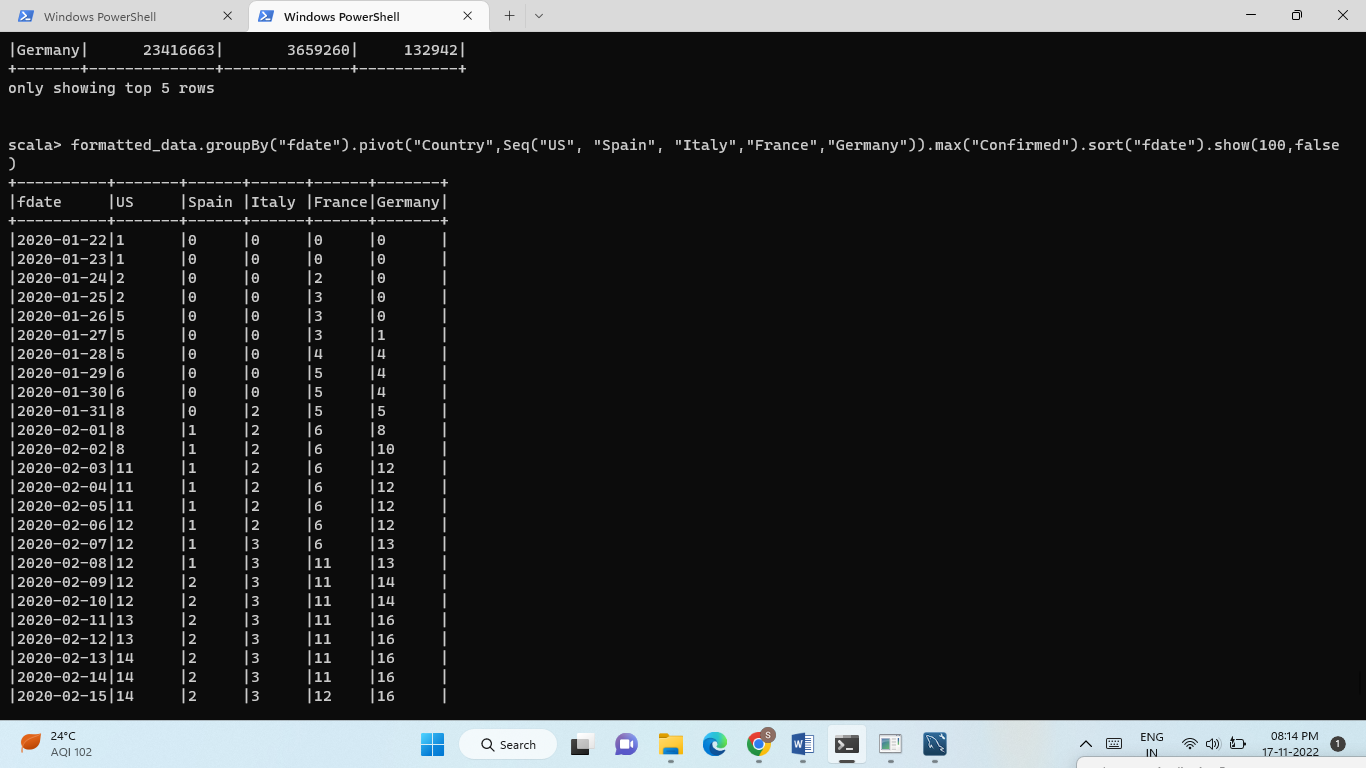 Windows PowerShell Windows PowerShell
|Germany|      23416663|       3659260|     132942|
+-------+--------------+--------------+-----------+
only showing top 5 rows
scala> formatted_data.groupBy("fdate").pivot("Country",Seq("US", "Spain", "Italy","France","Germany")).max("Confirmed").sort("fdate").show(100,false
)
+----------+-------+------+------+------+-------+
|fdate     |US     |Spain |Italy |France|Germany|
+----------+-------+------+------+------+-------+
|2020-01-22|1      |0     |0     |0     |0      |
|2020-01-23|1      |0     |0     |0     |0      |
|2020-01-24|2      |0     |0     |2     |0      |
|2020-01-25|2      |0     |0     |3     |0      |
|2020-01-26|5      |0     |0     |3     |0      |
|2020-01-27|5      |0     |0     |3     |1      |
|2020-01-28|5      |0     |0     |4     |4      |
|2020-01-29|6      |0     |0     |5     |4      |
|2020-01-30|6      |0     |0     |5     |4      |
|2020-01-31|8      |0     |2     |5     |5      |
|2020-02-01|8      |1     |2     |6     |8      |
|2020-02-02|8      |1     |2     |6     |10     |
|2020-02-03|11     |1     |2     |6     |12     |
|2020-02-04|11     |1     |2     |6     |12     |
|2020-02-05|11     |1     |2     |6     |12     |
|2020-02-06|12     |1     |2     |6     |12     |
|2020-02-07|12     |1     |3     |6     |13     |
|2020-02-08|12     |1     |3     |11    |13     |
|2020-02-09|12     |2     |3     |11    |14     |
|2020-02-10|12     |2     |3     |11    |14     |
|2020-02-11|13     |2     |3     |11    |16     |
|2020-02-12|13     |2     |3     |11    |16     |
|2020-02-13|14     |2     |3     |11    |16     |
|2020-02-14|14     |2     |3     |11    |16     |
|2020-02-15|14     |2     |3     |12    |16     |
24°C
AQI 102
Search
S
ENG
IN
08:14 PM
17-11-2022
1